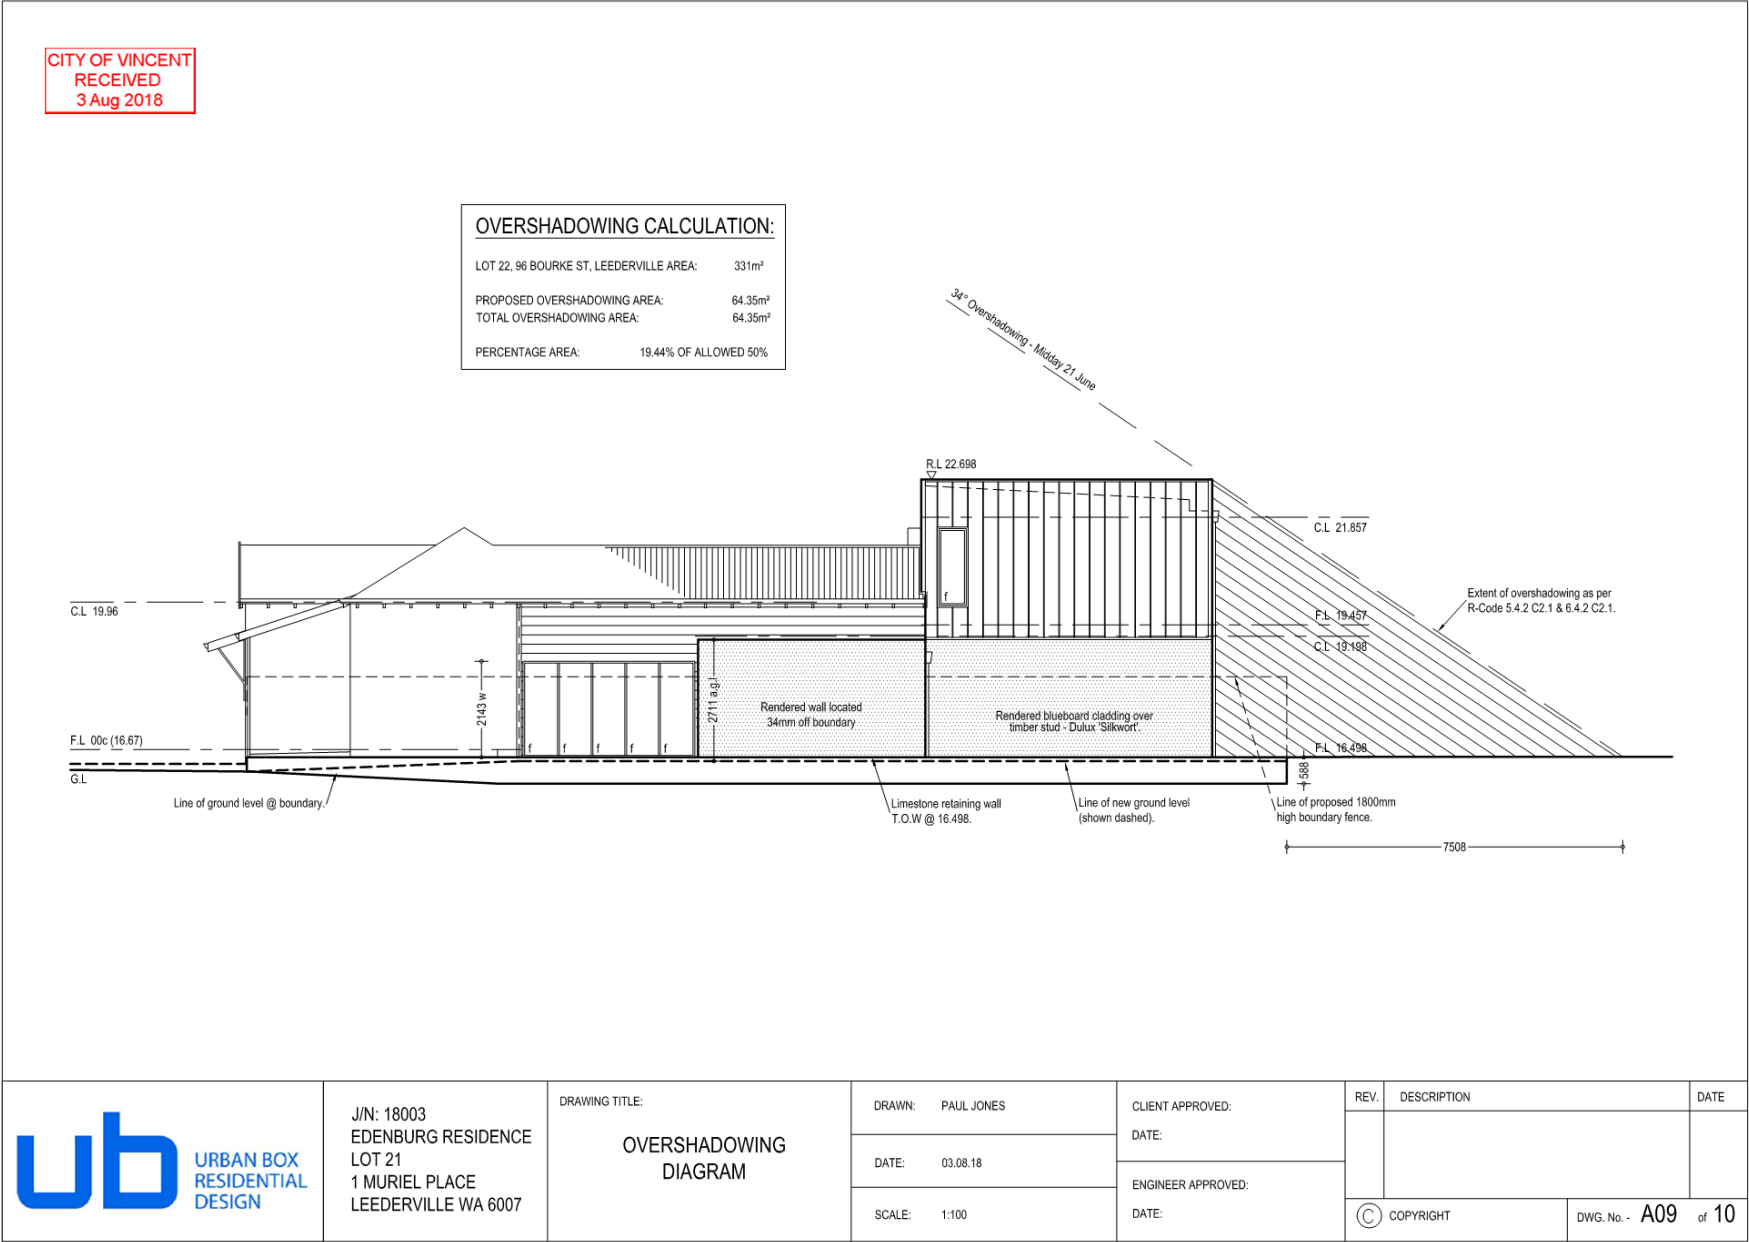 CITY OF VINCENT
RECEIVED
3 Aug 2018
OVERSHADOWING CALCULATION:
LOT 22, 96 BOURKE ST, LEEDERVILLE AREA: 331m²
PROPOSED OVERSHADOWING AREA: 64.35m²
TOTAL OVERSHADOWING AREA: 64.35m²
PERCENTAGE AREA: 19.44% OF ALLOWED 50%
34° Overshadowing - Midday 21 June
R.L 22.698
C.L 21.857
C.L 19.96
Extent of overshadowing as per
R-Code 5.4.2 C2.1 & 6.4.2 C2.1.
F.L 19.457
C.L 19.198
f
2143 w
2711 a.g.l
Rendered wall located
34mm off boundary
Rendered blueboard cladding over
timber stud - Dulux 'Silkwort'.
F.L 00c (16.67)
f f f f f
F.L 16.498
G.L
588
Line of ground level @ boundary.
Limestone retaining wall
T.O.W @ 16.498.
Line of new ground level
(shown dashed).
Line of proposed 1800mm
high boundary fence.
7508
ub
URBAN BOX
RESIDENTIAL
DESIGN
J/N: 18003
EDENBURG RESIDENCE
LOT 21
1 MURIEL PLACE
LEEDERVILLE WA 6007
DRAWING TITLE:
OVERSHADOWING
DIAGRAM
DRAWN: PAUL JONES
DATE: 03.08.18
SCALE: 1:100
CLIENT APPROVED:
DATE:
ENGINEER APPROVED:
DATE:
REV. DESCRIPTION DATE
© COPYRIGHT
DWG. No. - A09 of 10